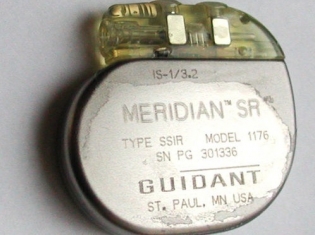 IS-1/3.2
MERIDIAN™ SR
TYPE SSIR MODEL 1176
SN PG 301336
GUIDANT
ST. PAUL, MN USA